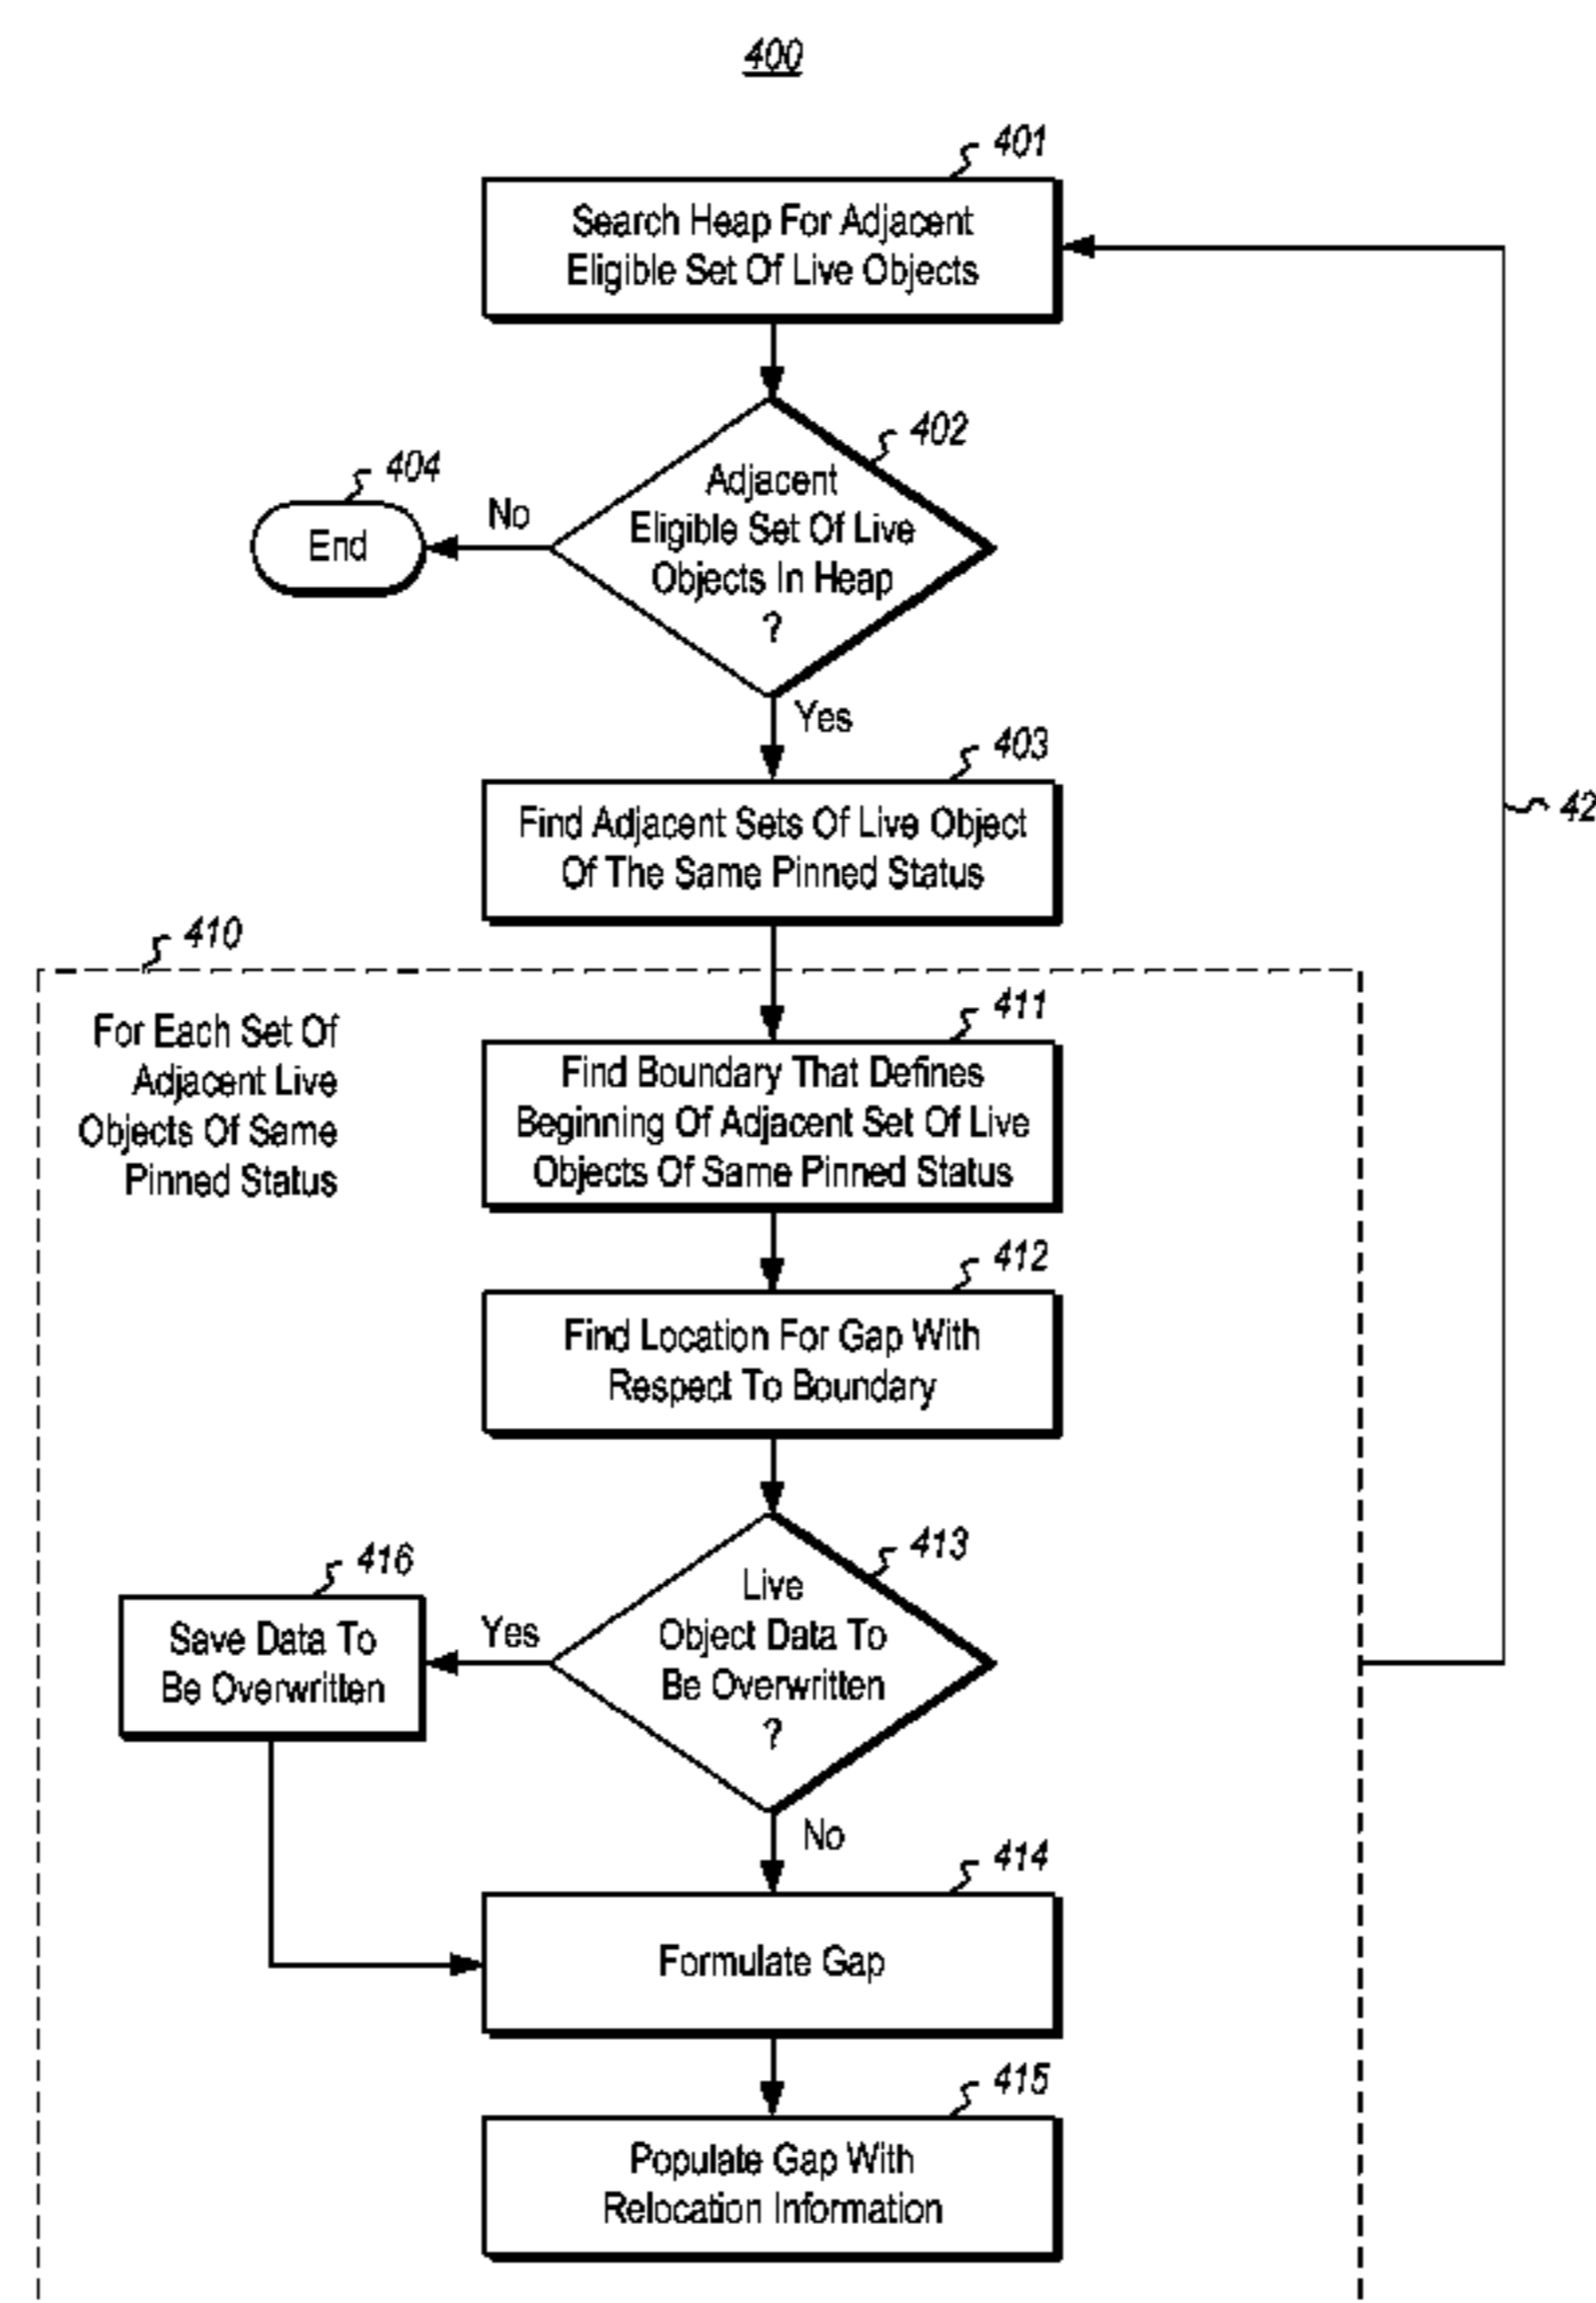 400
401
Search Heap For Adjacent
Eligible Set Of Live Objects
402
Adjacent
Eligible Set Of Live
Objects In Heap
?
404
End
No
Yes
403
Find Adjacent Sets Of Live Object
Of The Same Pinned Status
42
410
For Each Set Of
Adjacent Live
Objects Of Same
Pinned Status
411
Find Boundary That Defines
Beginning Of Adjacent Set Of Live
Objects Of Same Pinned Status
412
Find Location For Gap With
Respect To Boundary
413
Live
Object Data To
Be Overwritten
?
416
Save Data To
Be Overwritten
Yes
No
414
Formulate Gap
415
Populate Gap With
Relocation Information